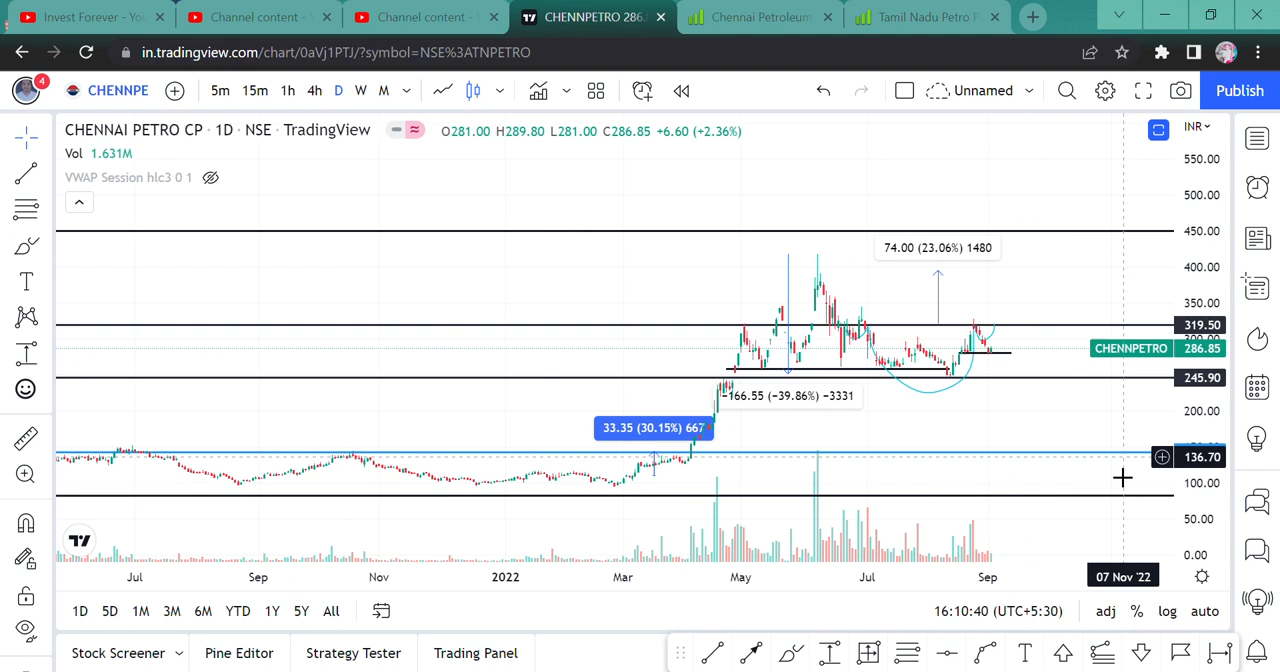 Invest Forever - You
Channel content -
Channel content -
CHENNPETRO 286.
Chennai Petroleum
Tamil Nadu Petro P
in.tradingview.com/chart/0aVj1PTJ/?symbol=NSE%3ATNPETRO
4
CHENNPE
5m 15m 1h 4h D W M
Unnamed
Publish
CHENNAI PETRO CP · 1D · NSE · TradingView
O281.00 H289.80 L281.00 C286.85 +6.60 (+2.36%)
INR
Vol 1.631M
VWAP Session hlc3 0 1
550.00
500.00
450.00
74.00 (23.06%) 1480
400.00
350.00
319.50
300.00
CHENNPETRO 286.85
245.90
−166.55 (−39.86%) −3331
200.00
33.35 (30.15%) 667
136.70
100.00
50.00
0.00
Jul Sep Nov 2022 Mar May Jul Sep 07 Nov '22
1D 5D 1M 3M 6M YTD 1Y 5Y All
16:10:40 (UTC+5:30) adj % log auto
Stock Screener Pine Editor Strategy Tester Trading Panel